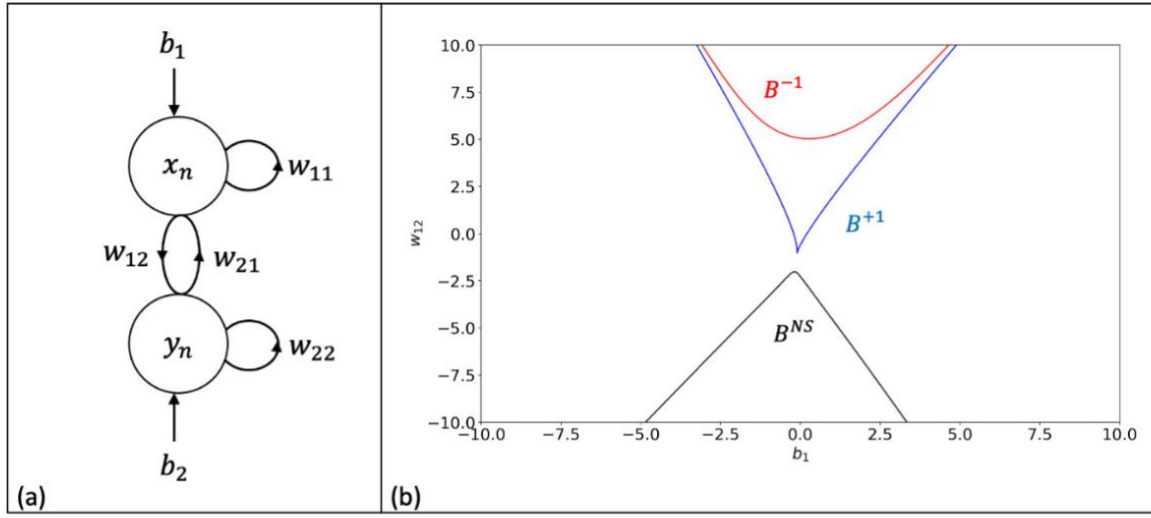 b₁
xₙ
w₁₁
w₁₂ w₂₁
yₙ
w₂₂
b₂
(a)
10.0
7.5
5.0
2.5
0.0
−2.5
−5.0
−7.5
−10.0
w₁₂
B⁻¹
B⁺¹
Bᴺˢ
−10.0 −7.5 −5.0 −2.5 0.0 2.5 5.0 7.5 10.0
b₁
(b)